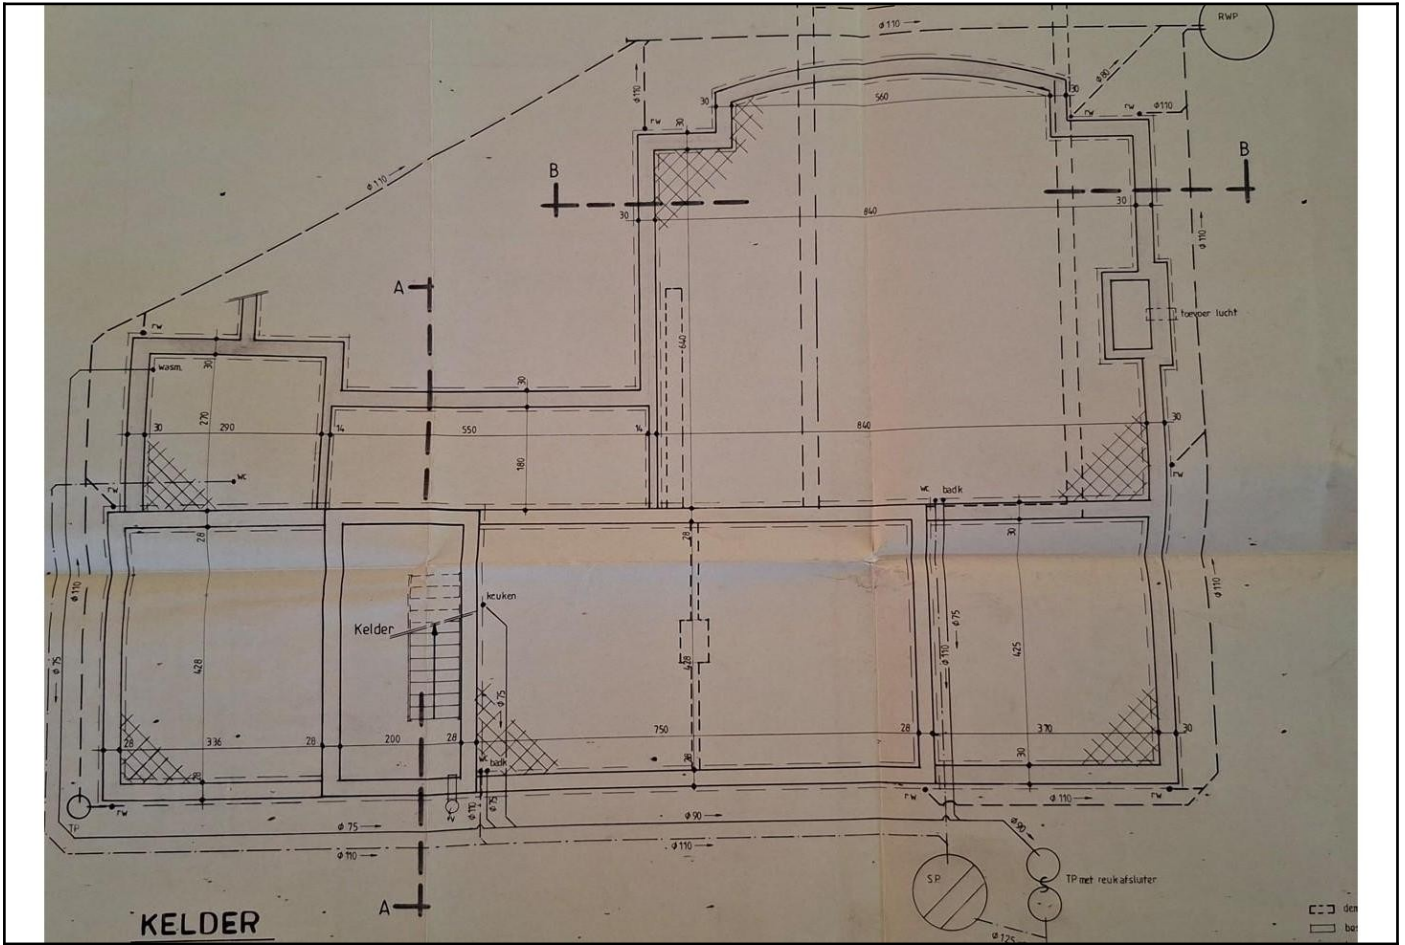 RWP
Ø110
Ø80
30
560
30
rw
rw
Ø110
Ø110
rw
30
B
B
Ø110
30
840
30
Ø110
A
toevoer lucht
rw
wasm.
30
640
30
270
30
290
14
550
14
840
30
180
wc
wc
badk
rw
28
28
30
Ø110
keuken
Ø110
Kelder
Ø75
Ø75
428
428
Ø110
425
Ø75
28
336
28
200
28
750
28
370
30
28
28
30
wc
badk
TP
rw
Ø110
Ø75
rw
Ø110
rw
Ø75
Ø90
Ø90
Ø110
Ø110
S.P.
TP met reukafsluiter
A
KELDER
Ø125